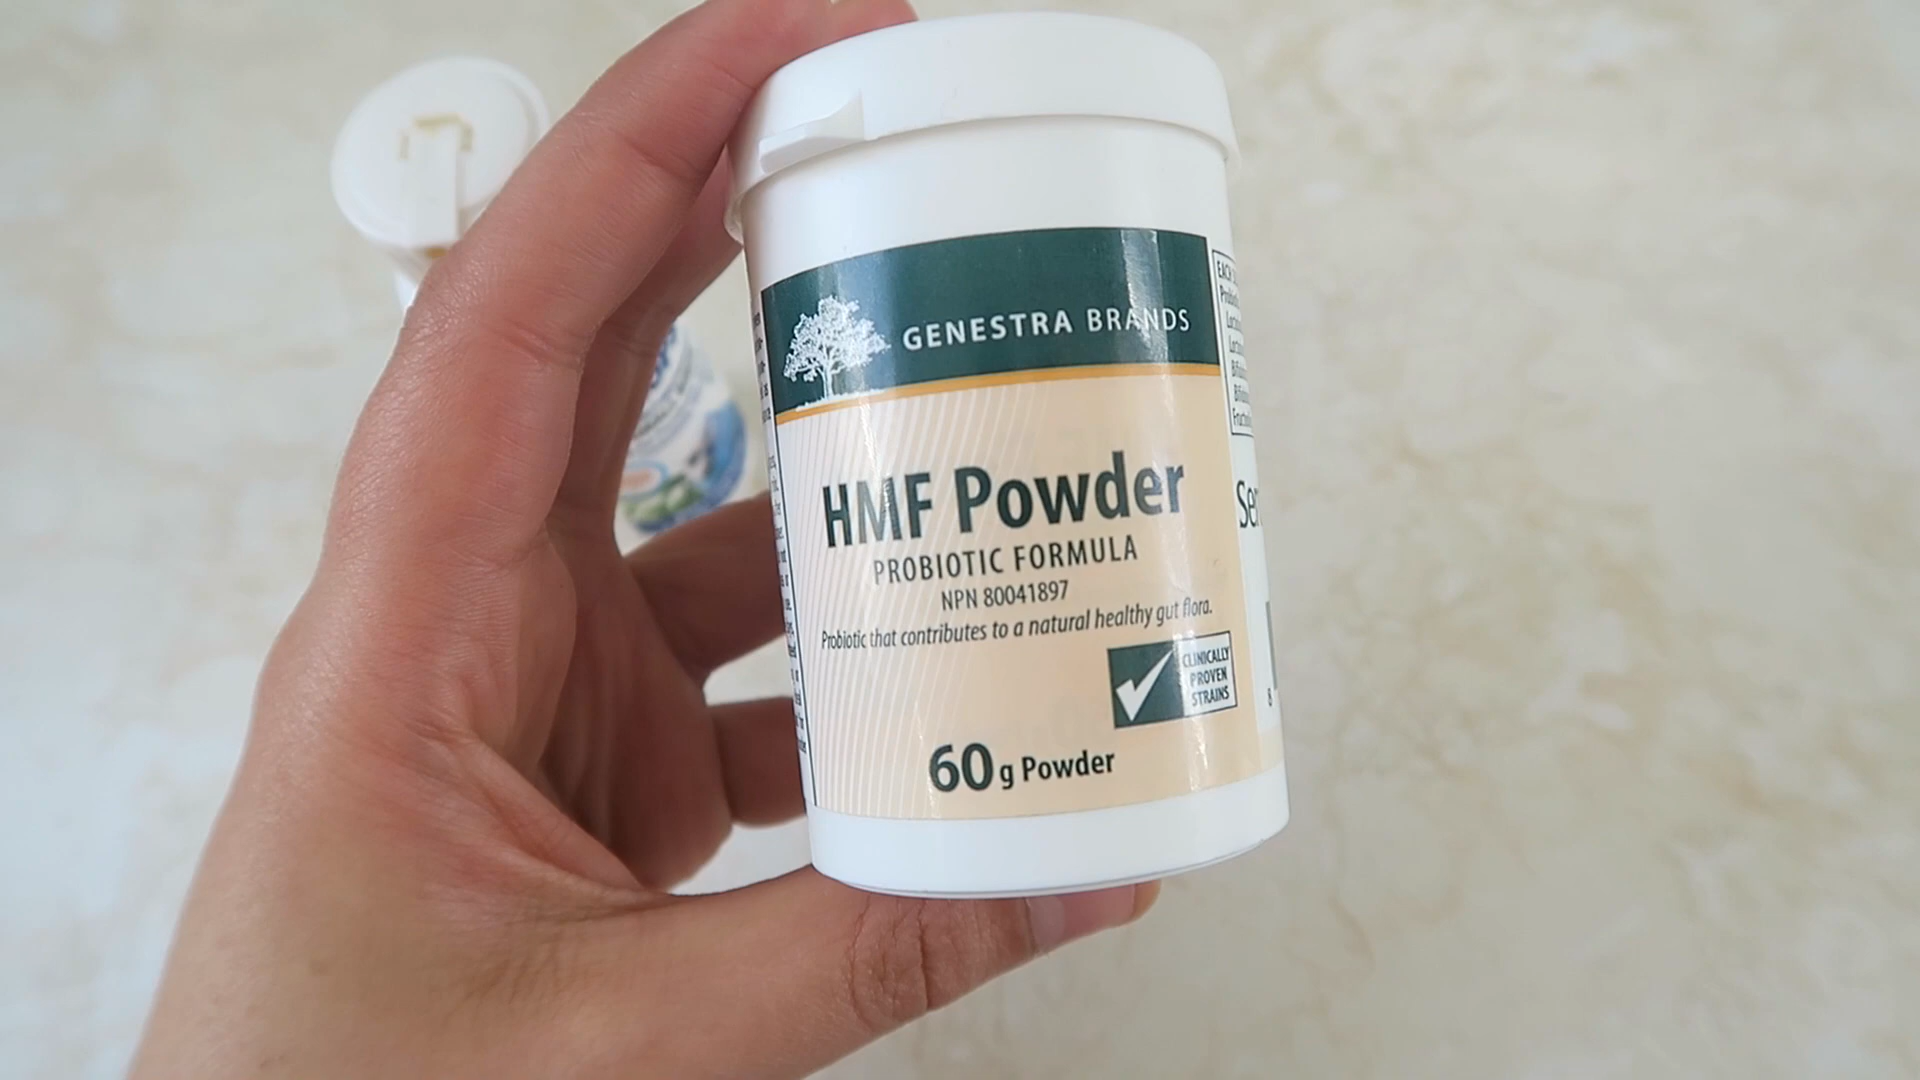 GENESTRA BRANDS
HMF Powder
PROBIOTIC FORMULA
NPN 80041897
Probiotic that contributes to a natural healthy gut flora.
CLINICALLY
PROVEN
STRAINS
60 g Powder